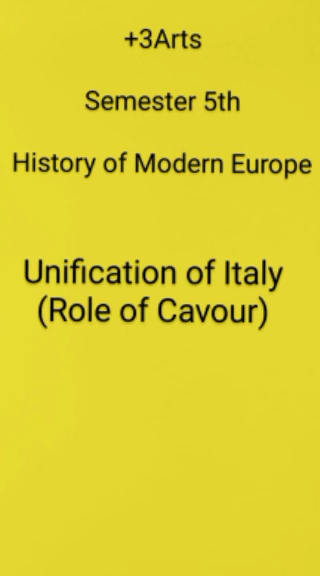 +3Arts
Semester 5th
History of Modern Europe
Unification of Italy
(Role of Cavour)